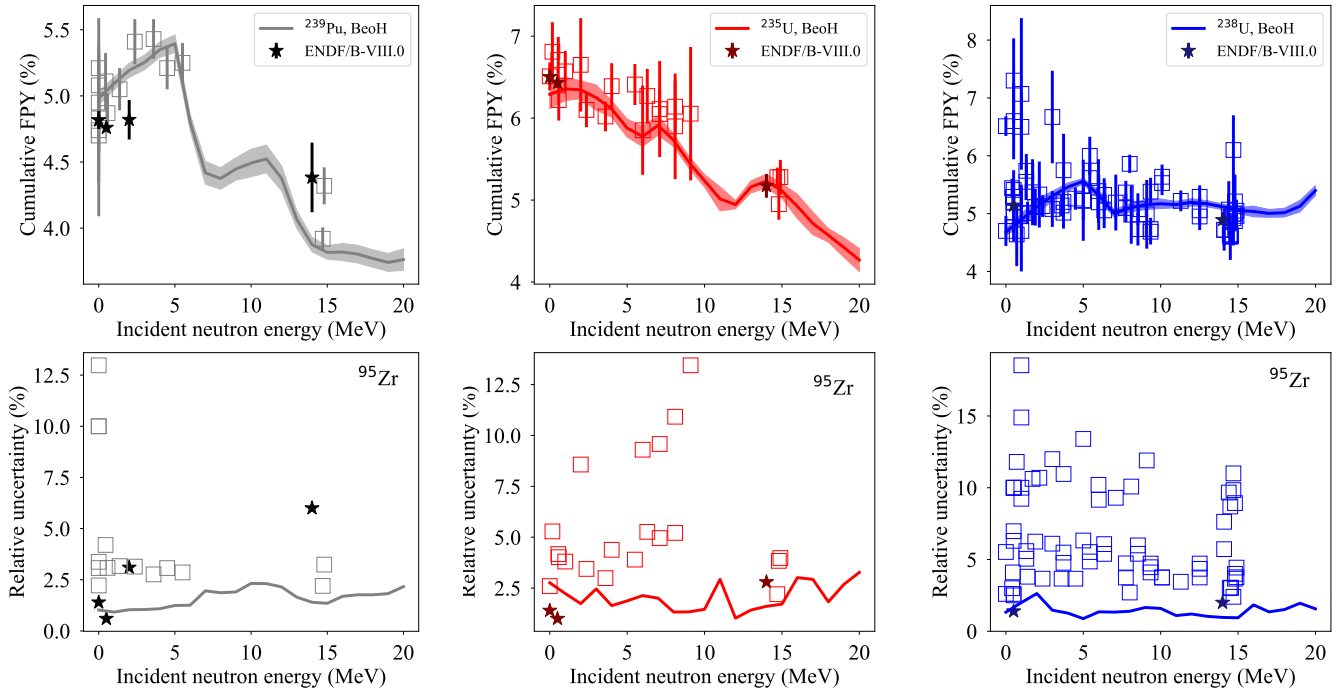 Cumulative FPY (%)
5.5
5.0
4.5
4.0
²³⁹Pu, BeoH
ENDF/B-VIII.0
0 5 10 15 20
Incident neutron energy (MeV)
Cumulative FPY (%)
7
6
5
4
²³⁵U, BeoH
ENDF/B-VIII.0
0 5 10 15 20
Incident neutron energy (MeV)
Cumulative FPY (%)
8
7
6
5
4
²³⁸U, BeoH
ENDF/B-VIII.0
0 5 10 15 20
Incident neutron energy (MeV)
Relative uncertainty (%)
12.5
10.0
7.5
5.0
2.5
0.0
⁹⁵Zr
0 5 10 15 20
Incident neutron energy (MeV)
Relative uncertainty (%)
12.5
10.0
7.5
5.0
2.5
⁹⁵Zr
0 5 10 15 20
Incident neutron energy (MeV)
Relative uncertainty (%)
15
10
5
0
⁹⁵Zr
0 5 10 15 20
Incident neutron energy (MeV)